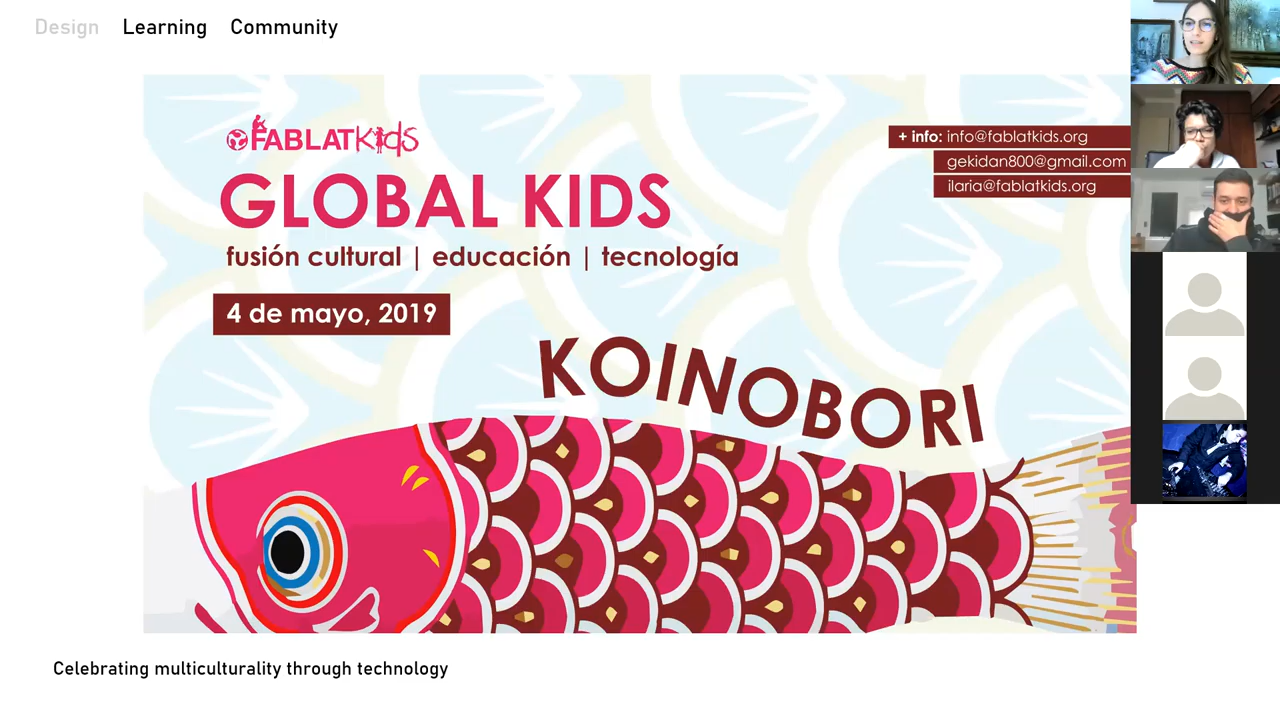 Design Learning Community
FABLATKids
GLOBAL KIDS
fusión cultural | educación | tecnología
4 de mayo, 2019
+ info: info@fablatkids.org
gekidan800@gmail.com
ilaria@fablatkids.org
KOINOBORI
Celebrating multiculturality through technology